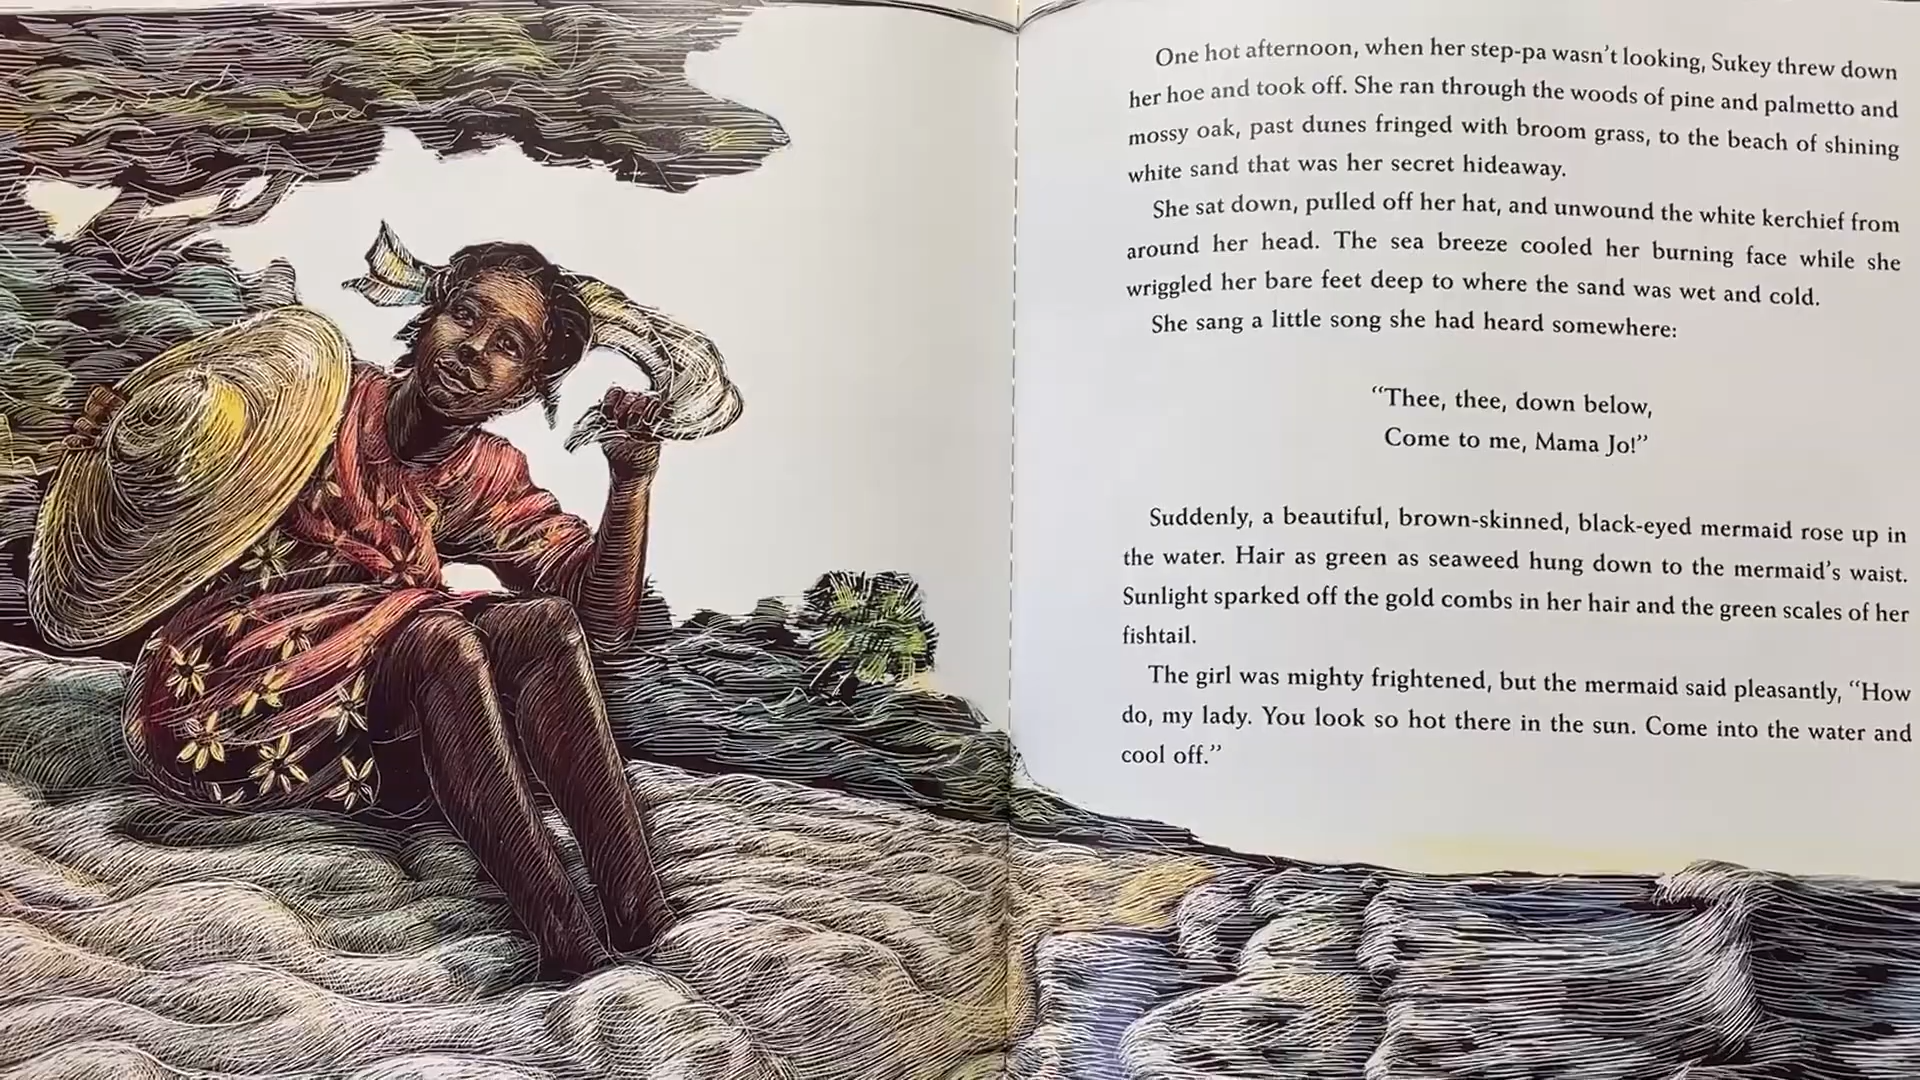 One hot afternoon, when her step-pa wasn't looking, Sukey threw down
her hoe and took off. She ran through the woods of pine and palmetto and
mossy oak, past dunes fringed with broom grass, to the beach of shining
white sand that was her secret hideaway.
She sat down, pulled off her hat, and unwound the white kerchief from
around her head. The sea breeze cooled her burning face while she
wriggled her bare feet deep to where the sand was wet and cold.
She sang a little song she had heard somewhere:
“Thee, thee, down below,
Come to me, Mama Jo!”
Suddenly, a beautiful, brown-skinned, black-eyed mermaid rose up in
the water. Hair as green as seaweed hung down to the mermaid's waist.
Sunlight sparked off the gold combs in her hair and the green scales of her
fishtail.
The girl was mighty frightened, but the mermaid said pleasantly, “How
do, my lady. You look so hot there in the sun. Come into the water and
cool off.”